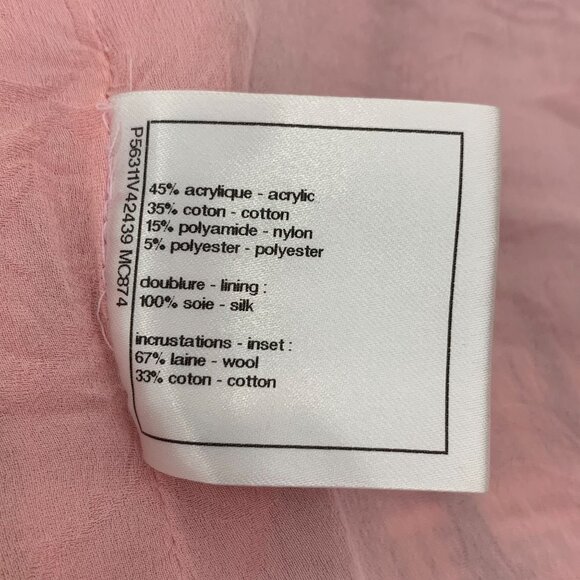 P56311V42439 MC874
45% acrylique - acrylic
35% coton - cotton
15% polyamide - nylon
5% polyester - polyester
doublure - lining :
100% soie - silk
incrustations - inset :
67% laine - wool
33% coton - cotton